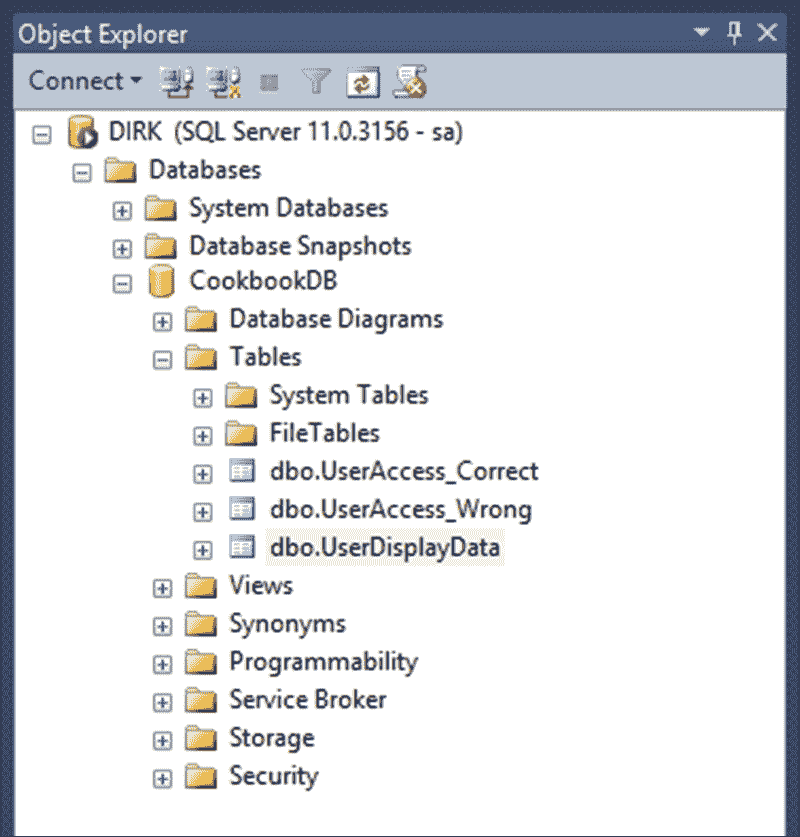 Object Explorer
Connect
DIRK (SQL Server 11.0.3156 - sa)
Databases
System Databases
Database Snapshots
CookbookDB
Database Diagrams
Tables
System Tables
FileTables
dbo.UserAccess_Correct
dbo.UserAccess_Wrong
dbo.UserDisplayData
Views
Synonyms
Programmability
Service Broker
Storage
Security